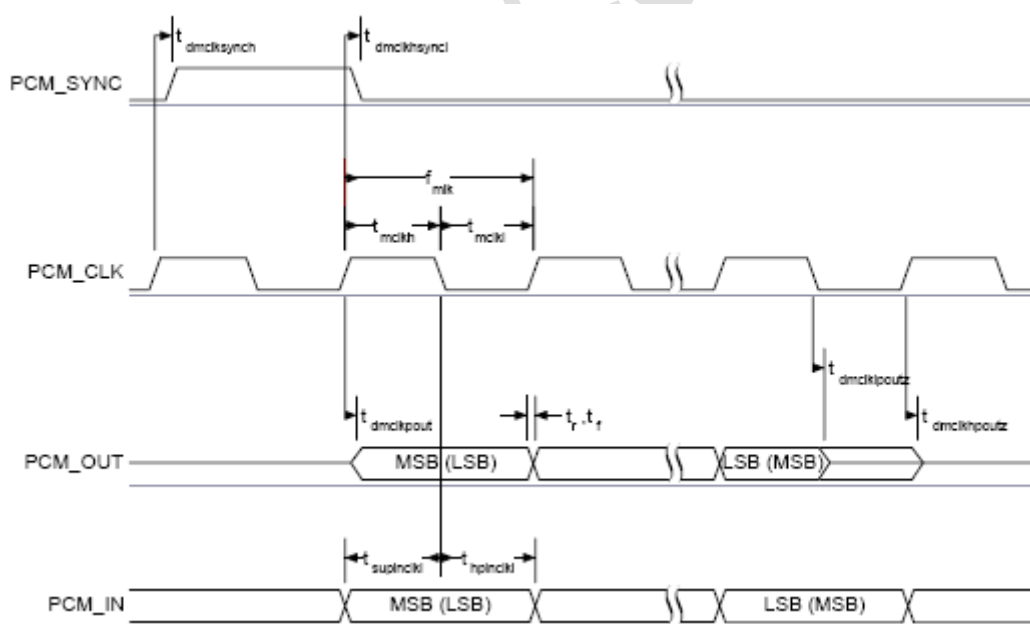 t dmclksynch
t dmclkhsyncl
PCM_SYNC
f mlk
t mclkh
t mclkl
PCM_CLK
t dmclklpoutz
t dmclkpout
t r ,t f
t dmclkhpoutz
PCM_OUT
MSB (LSB)
LSB (MSB)
t supinclkl
t hpinclkl
PCM_IN
MSB (LSB)
LSB (MSB)